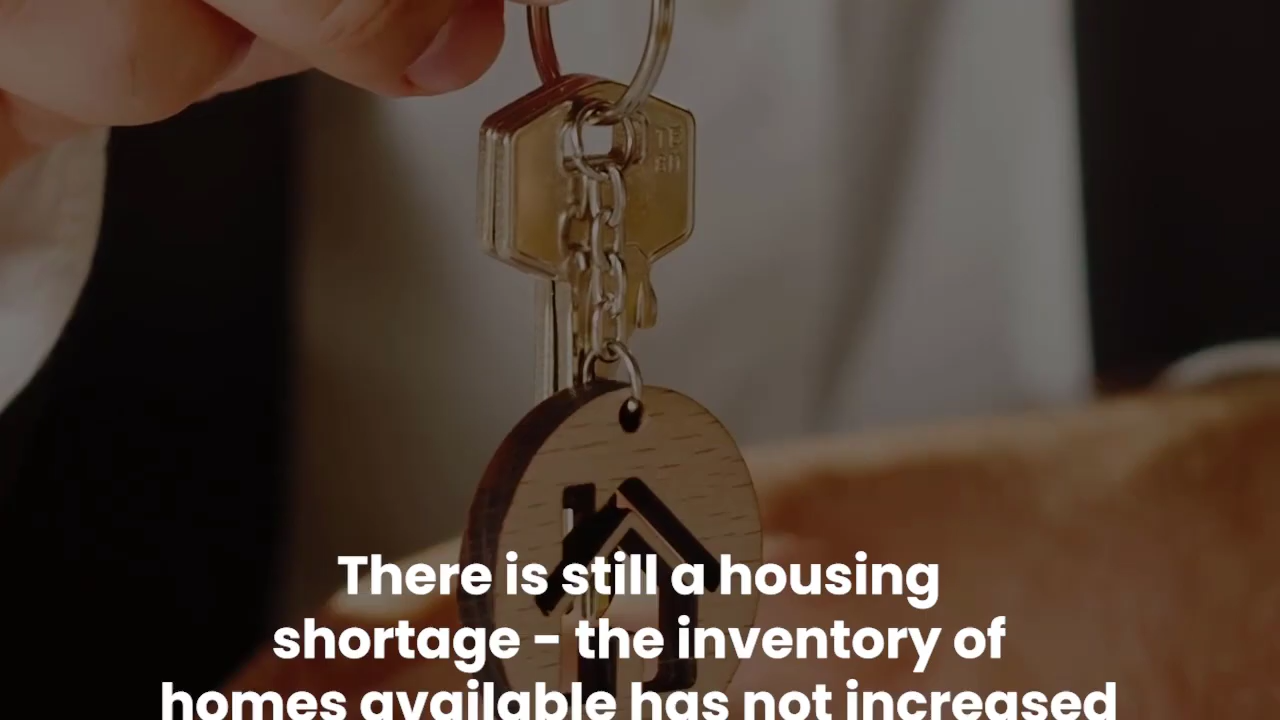 There is still a housing
shortage - the inventory of
homes available has not increased